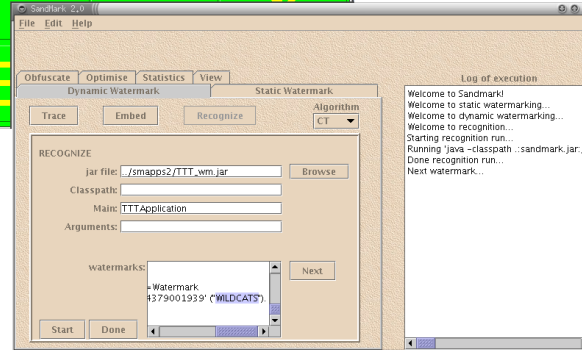 SandMark 2.0
File Edit Help
Obfuscate Optimise Statistics View
Dynamic Watermark Static Watermark
Trace Embed Recognize
Algorithm
CT
RECOGNIZE
jar file: ../smapps2/TTT_wm.jar Browse
Classpath:
Main: TTTApplication
Arguments:
watermarks:
=Watermark
4379001939' ("WILDCATS").
Next
Start Done
Log of execution
Welcome to Sandmark!
Welcome to static watermarking...
Welcome to dynamic watermarking...
Welcome to recognition...
Starting recognition run...
Running 'java -classpath .:sandmark.jar:
Done recognition run...
Next watermark...